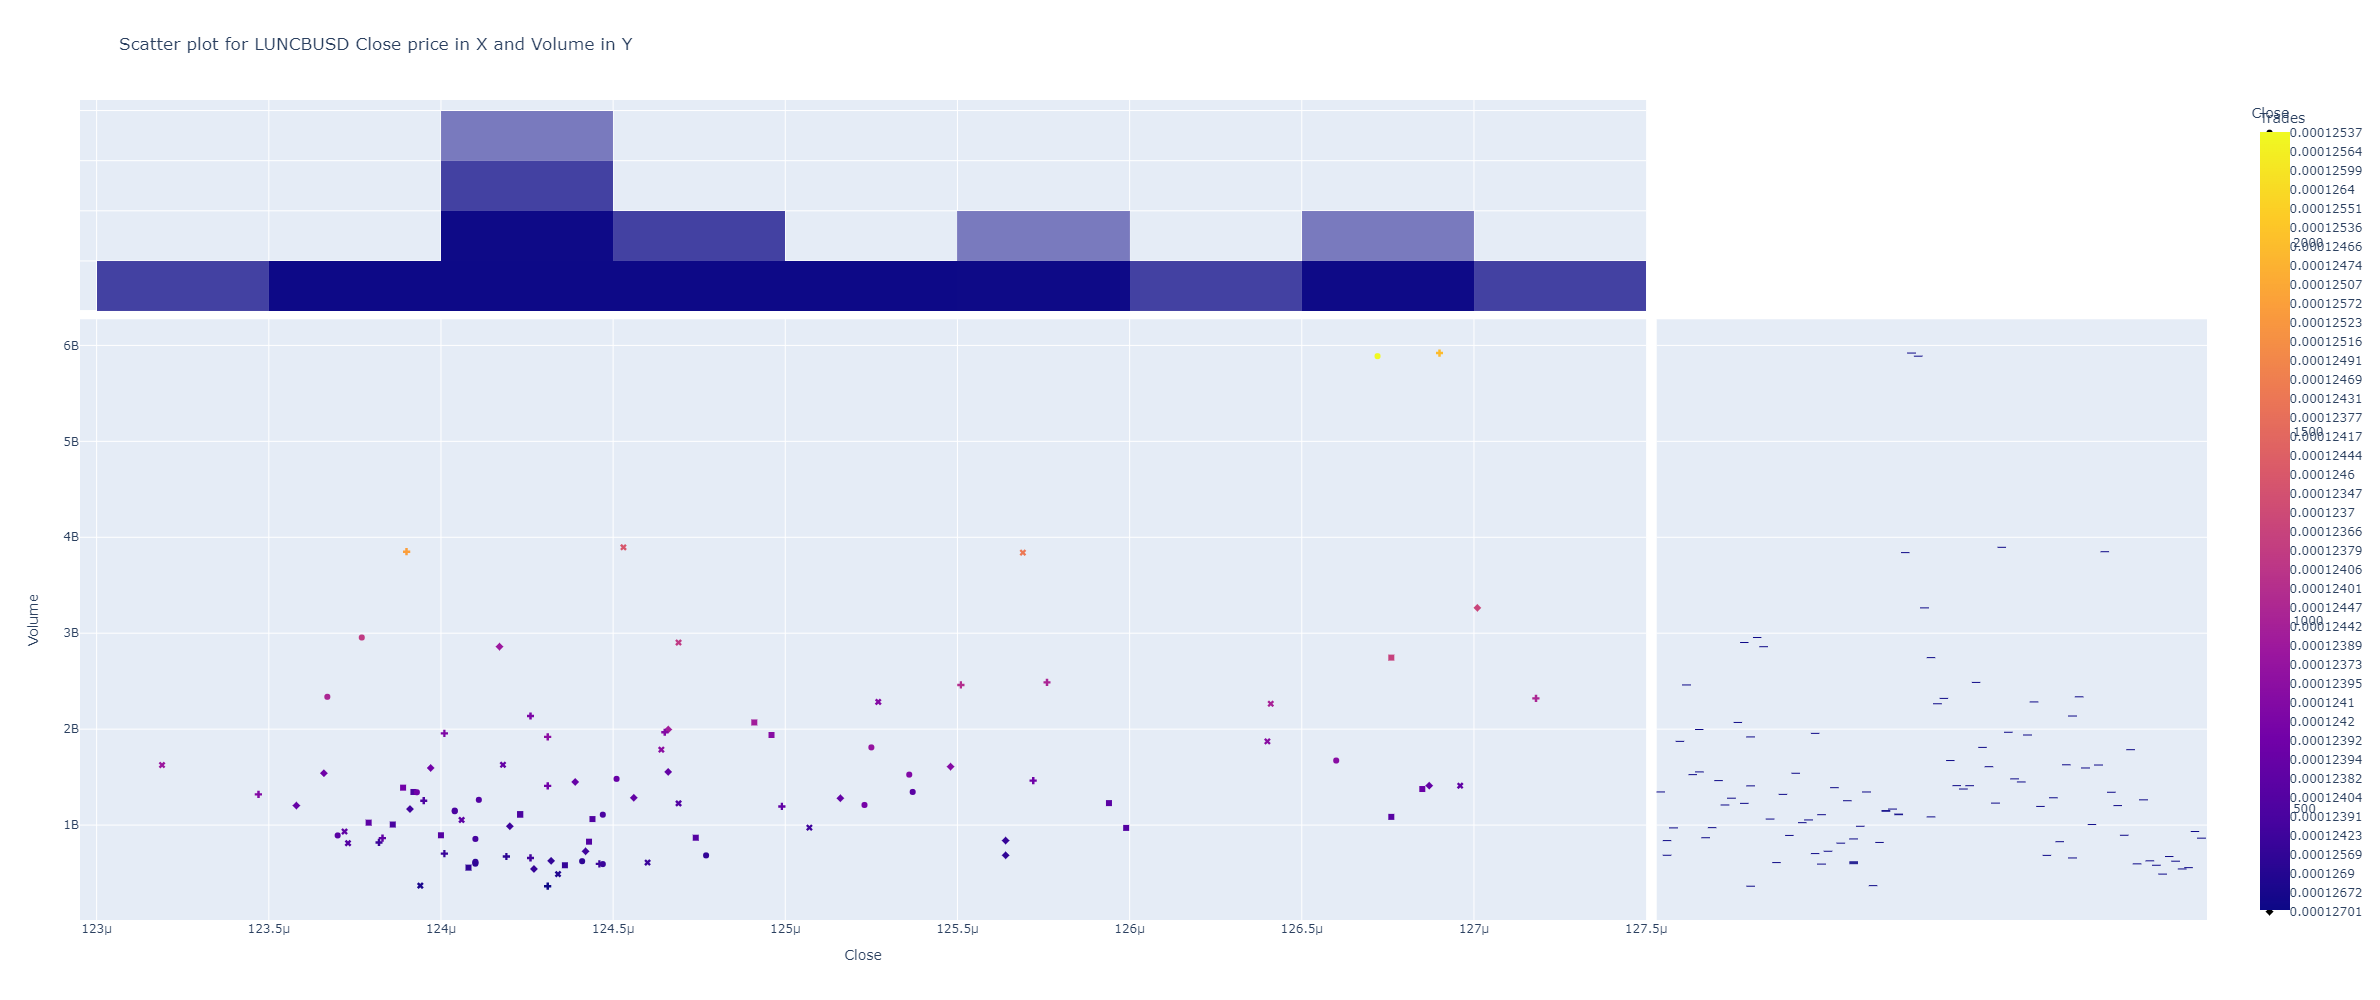 Scatter plot for LUNCBUSD Close price in X and Volume in Y
6B
5B
4B
3B
2B
1B
Volume
123μ
123.5μ
124μ
124.5μ
125μ
125.5μ
126μ
126.5μ
127μ
127.5μ
Close
Close
Trades
0.00012537
0.00012564
0.00012599
0.0001264
0.00012551
0.00012536
0.00012466
2000
0.00012474
0.00012507
0.00012572
0.00012523
0.00012516
0.00012491
0.00012469
0.00012431
0.00012377
0.00012417
1500
0.00012444
0.0001246
0.00012347
0.0001237
0.00012366
0.00012379
0.00012406
0.00012401
0.00012447
0.00012442
1000
0.00012389
0.00012373
0.00012395
0.0001241
0.0001242
0.00012392
0.00012394
0.00012382
0.00012404
500
0.00012391
0.00012423
0.00012569
0.0001269
0.00012672
0.00012701